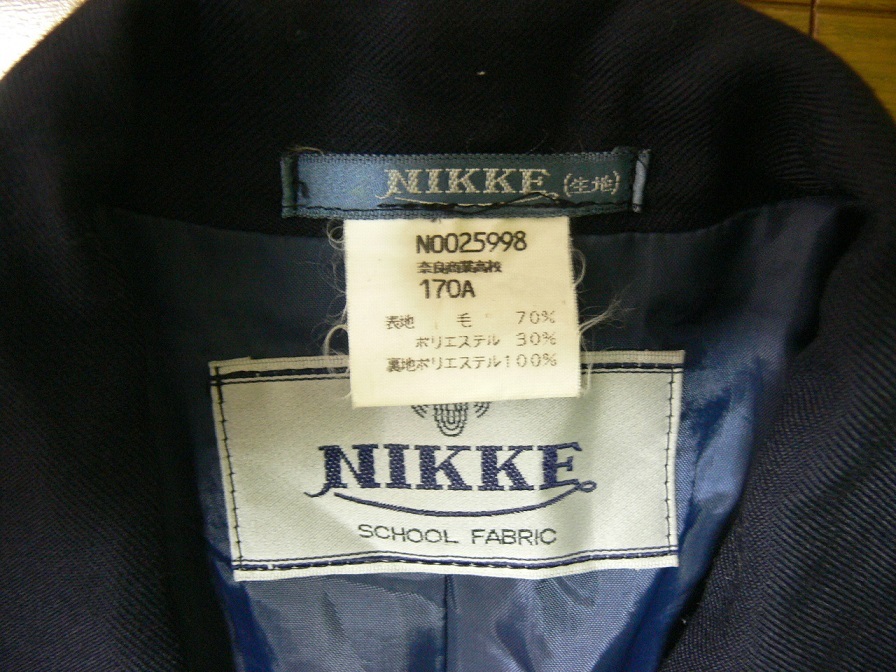 NIKKE (生地)
NO025998
奈良商業高校
170A
表地 毛 70%
ポリエステル 30%
裏地ポリエステル100%
NIKKE
SCHOOL FABRIC